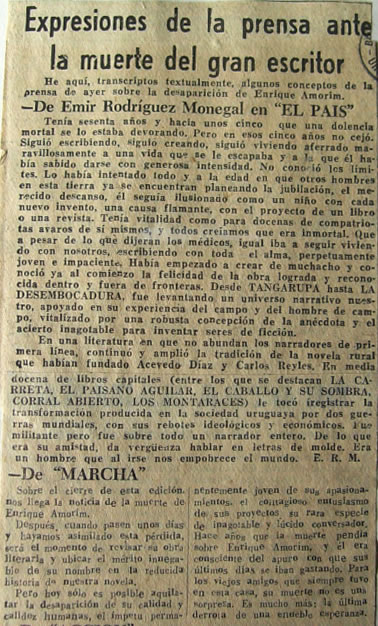 Expresiones de la prensa ante
la muerte del gran escritor
He aquí, transcriptos textualmente, algunos conceptos de la
prensa de ayer sobre la desaparición de Enrique Amorim.
—De Emir Rodríguez Monegal en "EL PAIS"
Tenía sesenta años y hacía unos cinco que una dolencia
mortal se lo estaba devorando. Pero en esos cinco años no cejó.
Siguió escribiendo, siguió creando, siguió viviendo aferrado ma-
ravillosamente a una vida que se le escapaba y a la que él ha-
bía sabido darse con generosa intensidad. No conoció los lími-
tes. Lo había intentado todo y a la edad en que otros hombres
en esta tierra ya se encuentran planeando la jubilación, el me-
recido descanso, él seguía ilusionado como un niño con cada
nuevo invento, una causa flamante, con el proyecto de un libro
o una revista. Tenía vitalidad como para docenas de compatrio-
tas avaros de sí mismos, y todos creíamos que era inmortal. Que
a pesar de lo que dijeran los médicos, igual iba a seguir vivien-
do con nosotros, escribiendo con toda el alma, perpetuamente
joven e impaciente. Había empezado a crear de muchacho y co-
noció ya al comienzo la felicidad de la obra lograda y recono-
cida dentro y fuera de fronteras. Desde TANGARUPA hasta LA
DESEMBOCADURA, fue levantando un universo narrativo nues-
tro, apoyado en su experiencia del campo y del hombre de cam-
po, vitalizado por una robusta concepción de la anécdota y el
acierto inagotable para inventar seres de ficción.
En una literatura en que no abundan los narradores de pri-
mera línea, continuó y amplió la tradición de la novela rural
que habían fundado Acevedo Díaz y Carlos Reyles. En media
docena de libros capitales (entre los que se destacan LA CA-
RRETA, EL PAISANO AGUILAR, EL CABALLO Y SU SOMBRA,
CORRAL ABIERTO, LOS MONTARACES) le tocó registrar la
transformación producida en la sociedad uruguaya por dos gue-
rras mundiales, con sus rebotes ideológicos y económicos. Fue
militante pero fue sobre todo un narrador entero. De lo que
era su amistad, da vergüenza hablar en letras de molde. Era
un hombre que al irse nos empobrece el mundo. E. R. M.
—De "MARCHA"
Sobre el cierre de esta edición,
nos llega la noticia de la muerte de
Enrique Amorim.
Después, cuando pasen unos días
y hayamos asimilado esta pérdida,
será el momento de revisar su obra
literaria y ubicar el mérito innega-
ble de su nombre en la reducida
historia de nuestra novela.
Pero hoy sólo es posible aquila-
tar la desaparición de su calidad y
calidez humanas, el ímpetu perma-
nentemente joven de sus apasiona-
mientos, el contagioso entusiasmo
de sus proyectos su rara especie
de inagotable y lúcido conversador.
Hace años que la muerte pendía
sobre Enrique Amorim, y él era
consciente del apuro con que sus
últimos días se iban gastando. Para
los viejos amigos que siempre tuvo
en esta casa, su muerte no es una
sorpresa. Es mucho más: la última
derrota de una endeble esperanza.